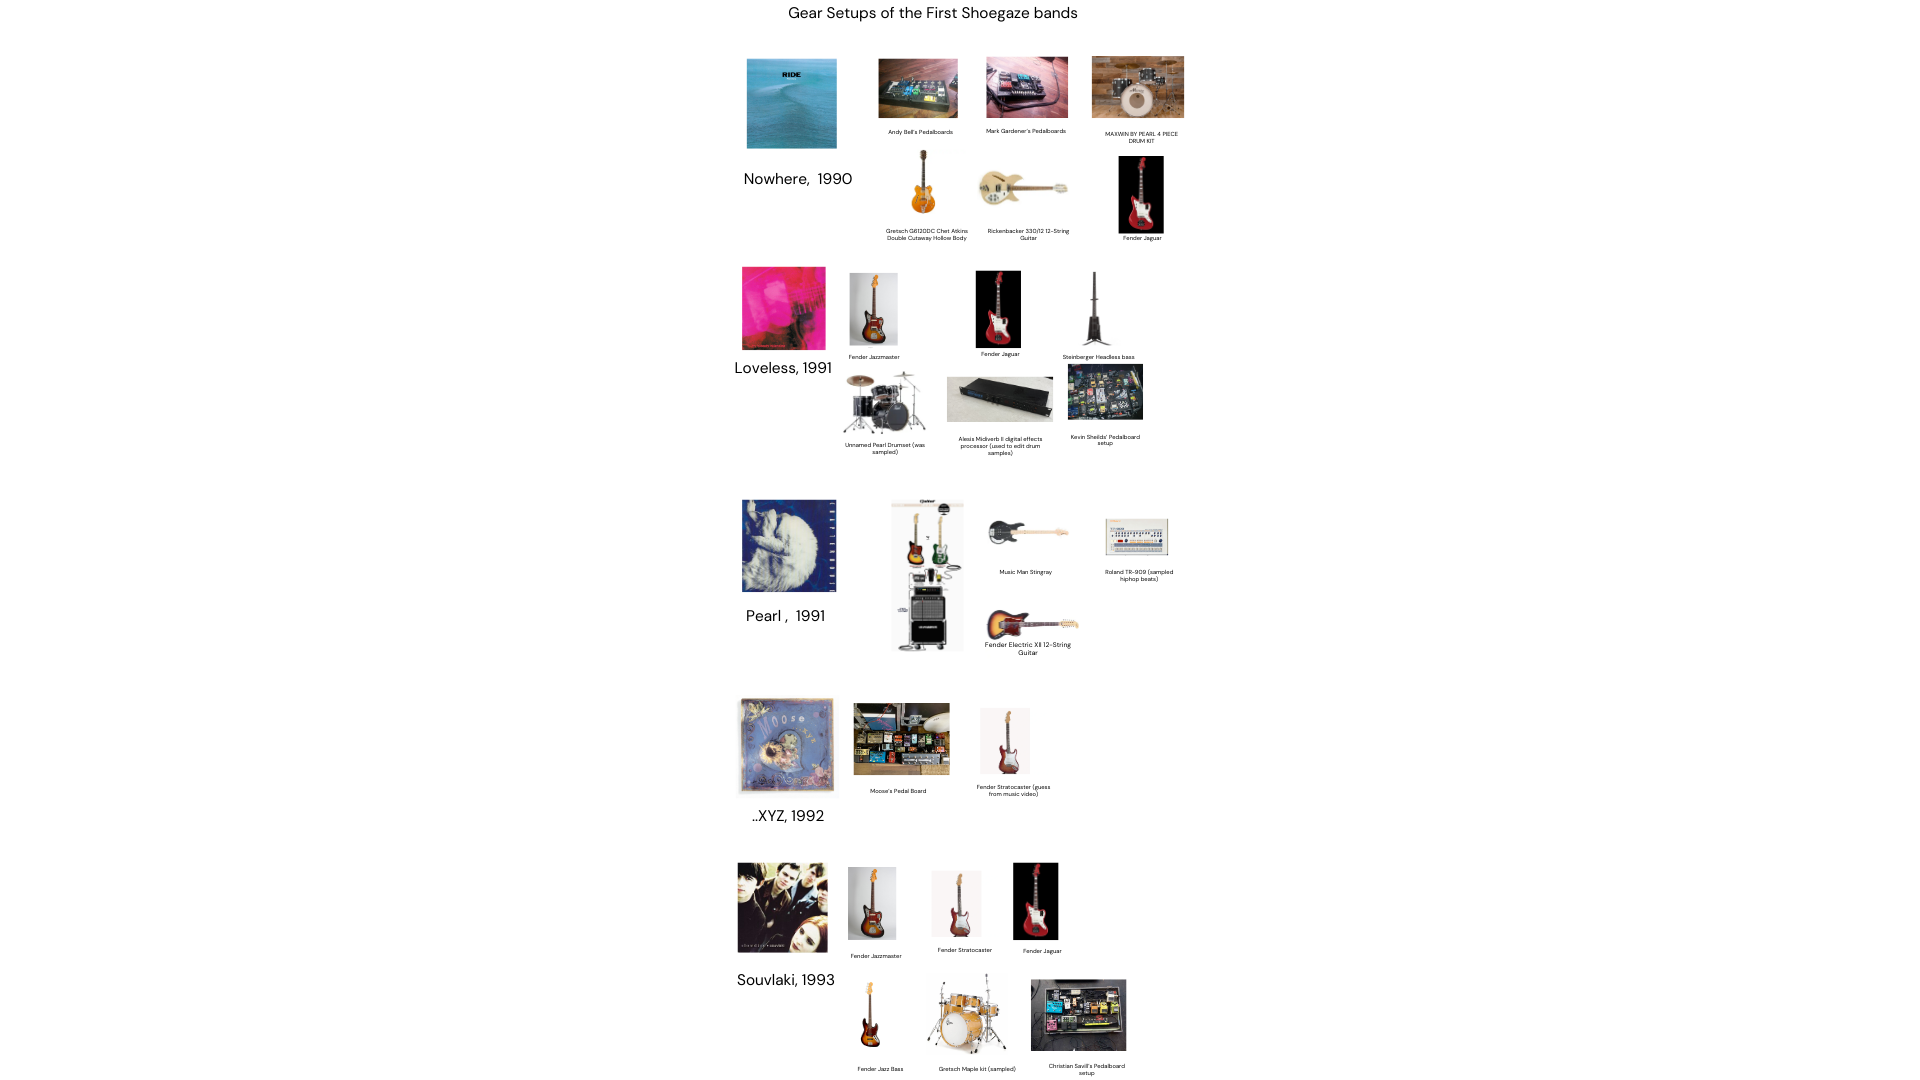 Gear Setups of the First Shoegaze bands
RIDE
Andy Bell's Pedalboards
Mark Gardener's Pedalboards
MAXWIN BY PEARL 4 PIECE
DRUM KIT
Nowhere,  1990
Gretsch G6120DC Chet Atkins
Double Cutaway Hollow Body
Rickenbacker 330/12 12-String
Guitar
Fender Jaguar
Loveless, 1991
Fender Jazzmaster
Fender Jaguar
Steinberger Headless bass
Unnamed Pearl Drumset (was
sampled)
Alesis Midiverb II digital effects
processor (used to edit drum
samples)
Kevin Sheilds' Pedalboard
setup
CHAPTERHOUSE
Pearl ,  1991
Music Man Stingray
Roland TR-909 (sampled
hiphop beats)
Fender Electric XII 12-String
Guitar
MOOSE
XYZ
..XYZ, 1992
Moose's Pedal Board
Fender Stratocaster (guess
from music video)
Souvlaki, 1993
Fender Jazzmaster
Fender Stratocaster
Fender Jaguar
Fender Jazz Bass
Gretsch Maple kit (sampled)
Christian Savill's Pedalboard
setup